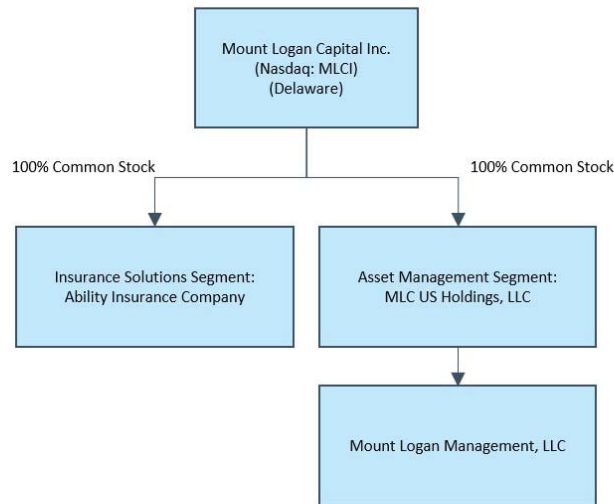 Mount Logan Capital Inc.
(Nasdaq: MLCI)
(Delaware)
100% Common Stock
100% Common Stock
Insurance Solutions Segment:
Ability Insurance Company
Asset Management Segment:
MLC US Holdings, LLC
Mount Logan Management, LLC